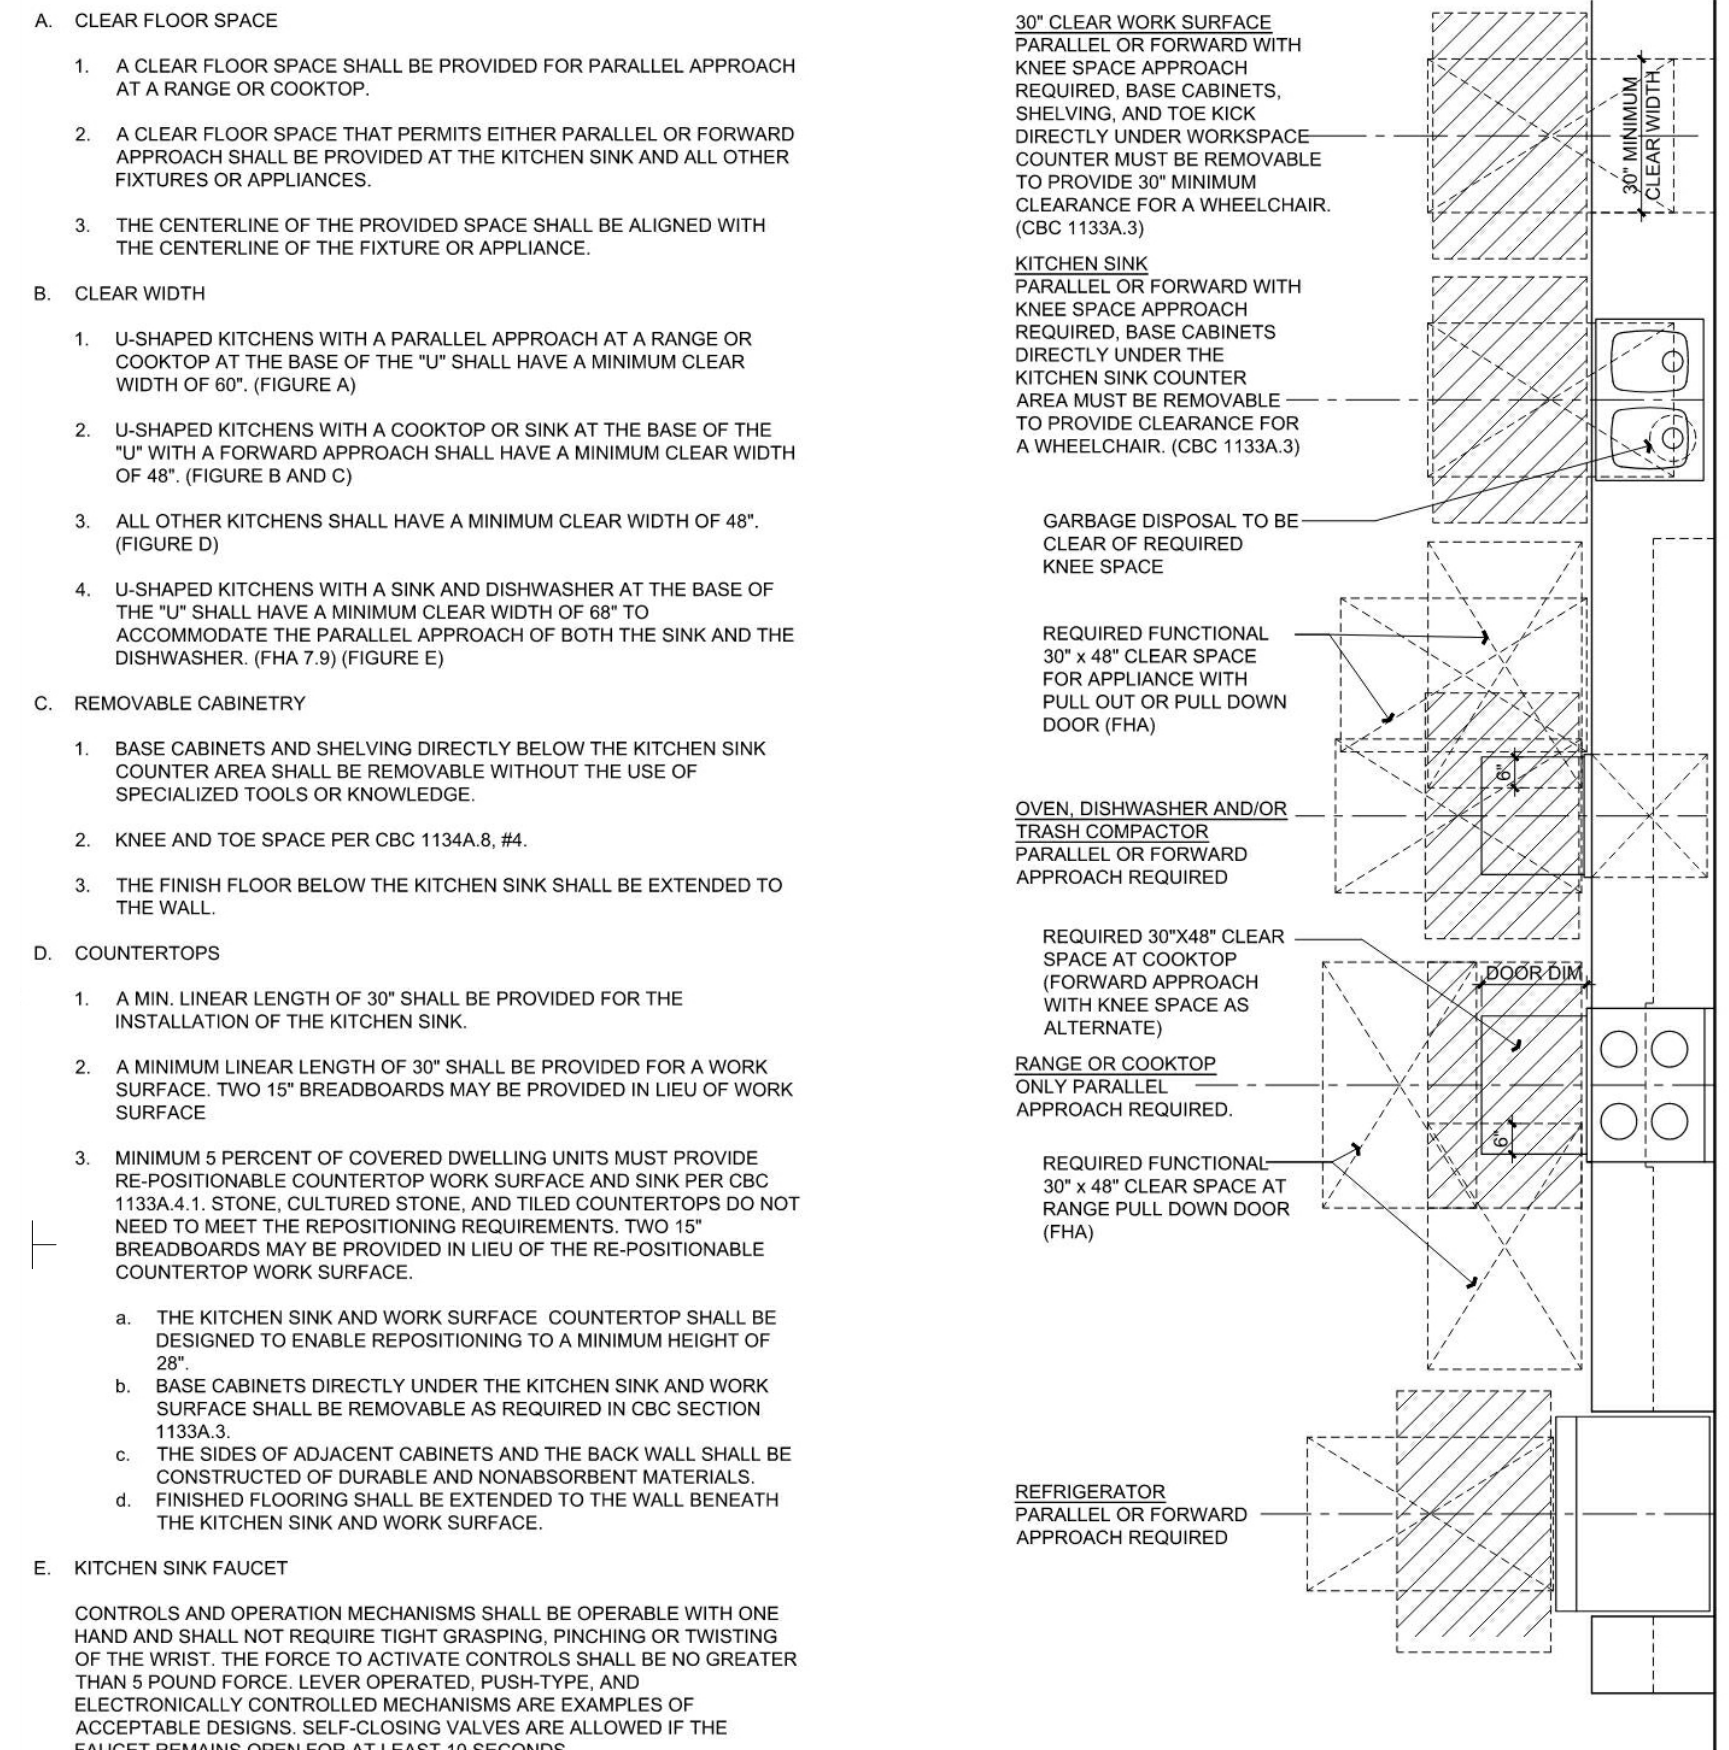 A. CLEAR FLOOR SPACE
1. A CLEAR FLOOR SPACE SHALL BE PROVIDED FOR PARALLEL APPROACH
AT A RANGE OR COOKTOP.
2. A CLEAR FLOOR SPACE THAT PERMITS EITHER PARALLEL OR FORWARD
APPROACH SHALL BE PROVIDED AT THE KITCHEN SINK AND ALL OTHER
FIXTURES OR APPLIANCES.
3. THE CENTERLINE OF THE PROVIDED SPACE SHALL BE ALIGNED WITH
THE CENTERLINE OF THE FIXTURE OR APPLIANCE.
B. CLEAR WIDTH
1. U-SHAPED KITCHENS WITH A PARALLEL APPROACH AT A RANGE OR
COOKTOP AT THE BASE OF THE "U" SHALL HAVE A MINIMUM CLEAR
WIDTH OF 60". (FIGURE A)
2. U-SHAPED KITCHENS WITH A COOKTOP OR SINK AT THE BASE OF THE
"U" WITH A FORWARD APPROACH SHALL HAVE A MINIMUM CLEAR WIDTH
OF 48". (FIGURE B AND C)
3. ALL OTHER KITCHENS SHALL HAVE A MINIMUM CLEAR WIDTH OF 48".
(FIGURE D)
4. U-SHAPED KITCHENS WITH A SINK AND DISHWASHER AT THE BASE OF
THE "U" SHALL HAVE A MINIMUM CLEAR WIDTH OF 68" TO
ACCOMMODATE THE PARALLEL APPROACH OF BOTH THE SINK AND THE
DISHWASHER. (FHA 7.9) (FIGURE E)
C. REMOVABLE CABINETRY
1. BASE CABINETS AND SHELVING DIRECTLY BELOW THE KITCHEN SINK
COUNTER AREA SHALL BE REMOVABLE WITHOUT THE USE OF
SPECIALIZED TOOLS OR KNOWLEDGE.
2. KNEE AND TOE SPACE PER CBC 1134A.8, #4.
3. THE FINISH FLOOR BELOW THE KITCHEN SINK SHALL BE EXTENDED TO
THE WALL.
D. COUNTERTOPS
1. A MIN. LINEAR LENGTH OF 30" SHALL BE PROVIDED FOR THE
INSTALLATION OF THE KITCHEN SINK.
2. A MINIMUM LINEAR LENGTH OF 30" SHALL BE PROVIDED FOR A WORK
SURFACE. TWO 15" BREADBOARDS MAY BE PROVIDED IN LIEU OF WORK
SURFACE
3. MINIMUM 5 PERCENT OF COVERED DWELLING UNITS MUST PROVIDE
RE-POSITIONABLE COUNTERTOP WORK SURFACE AND SINK PER CBC
1133A.4.1. STONE, CULTURED STONE, AND TILED COUNTERTOPS DO NOT
NEED TO MEET THE REPOSITIONING REQUIREMENTS. TWO 15"
BREADBOARDS MAY BE PROVIDED IN LIEU OF THE RE-POSITIONABLE
COUNTERTOP WORK SURFACE.
a. THE KITCHEN SINK AND WORK SURFACE COUNTERTOP SHALL BE
DESIGNED TO ENABLE REPOSITIONING TO A MINIMUM HEIGHT OF
28".
b. BASE CABINETS DIRECTLY UNDER THE KITCHEN SINK AND WORK
SURFACE SHALL BE REMOVABLE AS REQUIRED IN CBC SECTION
1133A.3.
c. THE SIDES OF ADJACENT CABINETS AND THE BACK WALL SHALL BE
CONSTRUCTED OF DURABLE AND NONABSORBENT MATERIALS.
d. FINISHED FLOORING SHALL BE EXTENDED TO THE WALL BENEATH
THE KITCHEN SINK AND WORK SURFACE.
E. KITCHEN SINK FAUCET
CONTROLS AND OPERATION MECHANISMS SHALL BE OPERABLE WITH ONE
HAND AND SHALL NOT REQUIRE TIGHT GRASPING, PINCHING OR TWISTING
OF THE WRIST. THE FORCE TO ACTIVATE CONTROLS SHALL BE NO GREATER
THAN 5 POUND FORCE. LEVER OPERATED, PUSH-TYPE, AND
ELECTRONICALLY CONTROLLED MECHANISMS ARE EXAMPLES OF
ACCEPTABLE DESIGNS. SELF-CLOSING VALVES ARE ALLOWED IF THE
FAUCET REMAINS OPEN FOR AT LEAST 10 SECONDS.
30" CLEAR WORK SURFACE
PARALLEL OR FORWARD WITH
KNEE SPACE APPROACH
REQUIRED, BASE CABINETS,
SHELVING, AND TOE KICK
DIRECTLY UNDER WORKSPACE
COUNTER MUST BE REMOVABLE
TO PROVIDE 30" MINIMUM
CLEARANCE FOR A WHEELCHAIR.
(CBC 1133A.3)
30" MINIMUM
CLEAR WIDTH
KITCHEN SINK
PARALLEL OR FORWARD WITH
KNEE SPACE APPROACH
REQUIRED, BASE CABINETS
DIRECTLY UNDER THE
KITCHEN SINK COUNTER
AREA MUST BE REMOVABLE
TO PROVIDE CLEARANCE FOR
A WHEELCHAIR. (CBC 1133A.3)
GARBAGE DISPOSAL TO BE
CLEAR OF REQUIRED
KNEE SPACE
REQUIRED FUNCTIONAL
30" x 48" CLEAR SPACE
FOR APPLIANCE WITH
PULL OUT OR PULL DOWN
DOOR (FHA)
6"
OVEN, DISHWASHER AND/OR
TRASH COMPACTOR
PARALLEL OR FORWARD
APPROACH REQUIRED
REQUIRED 30"X48" CLEAR
SPACE AT COOKTOP
(FORWARD APPROACH
WITH KNEE SPACE AS
ALTERNATE)
DOOR DIM
RANGE OR COOKTOP
ONLY PARALLEL
APPROACH REQUIRED.
6"
REQUIRED FUNCTIONAL
30" x 48" CLEAR SPACE AT
RANGE PULL DOWN DOOR
(FHA)
REFRIGERATOR
PARALLEL OR FORWARD
APPROACH REQUIRED